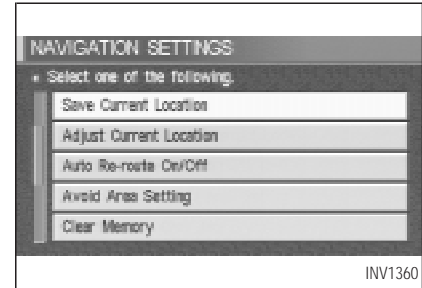 NAVIGATION SETTINGS
Select one of the following.
Save Current Location
Adjust Current Location
Auto Re-route On/Off
Avoid Area Setting
Clear Memory
INV1360